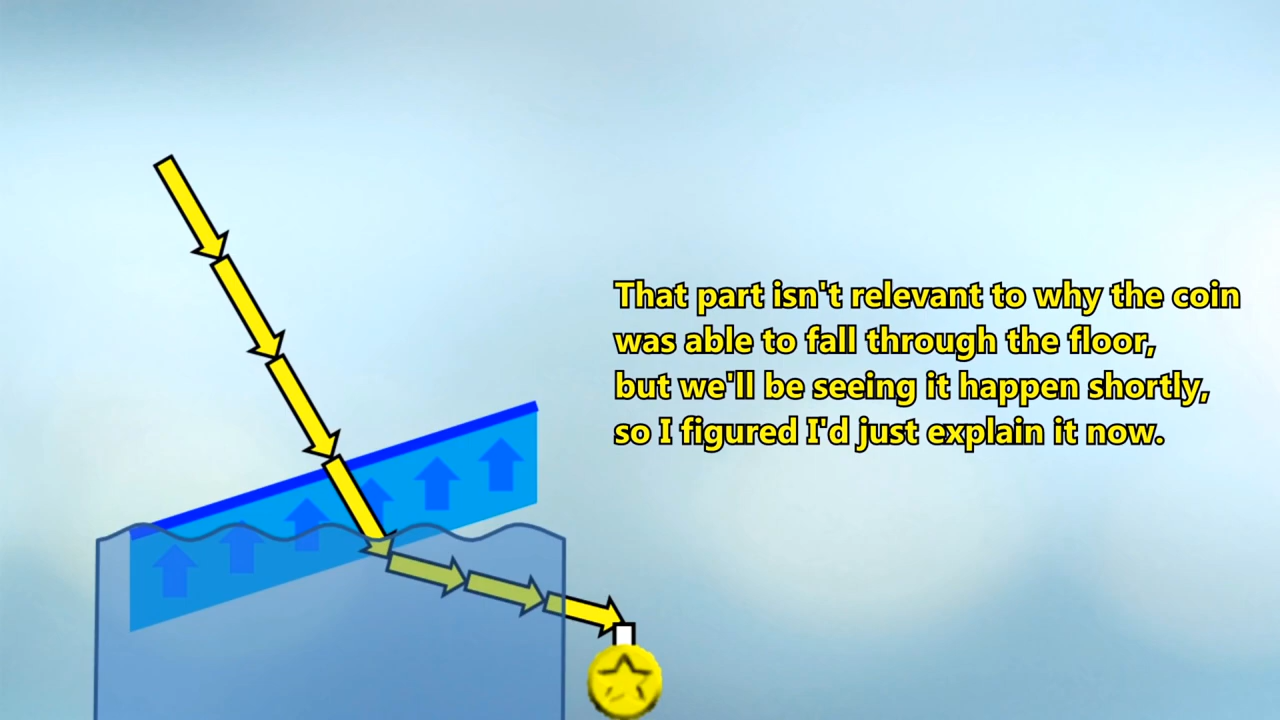 That part isn't relevant to why the coin
was able to fall through the floor,
but we'll be seeing it happen shortly,
so I figured I'd just explain it now.